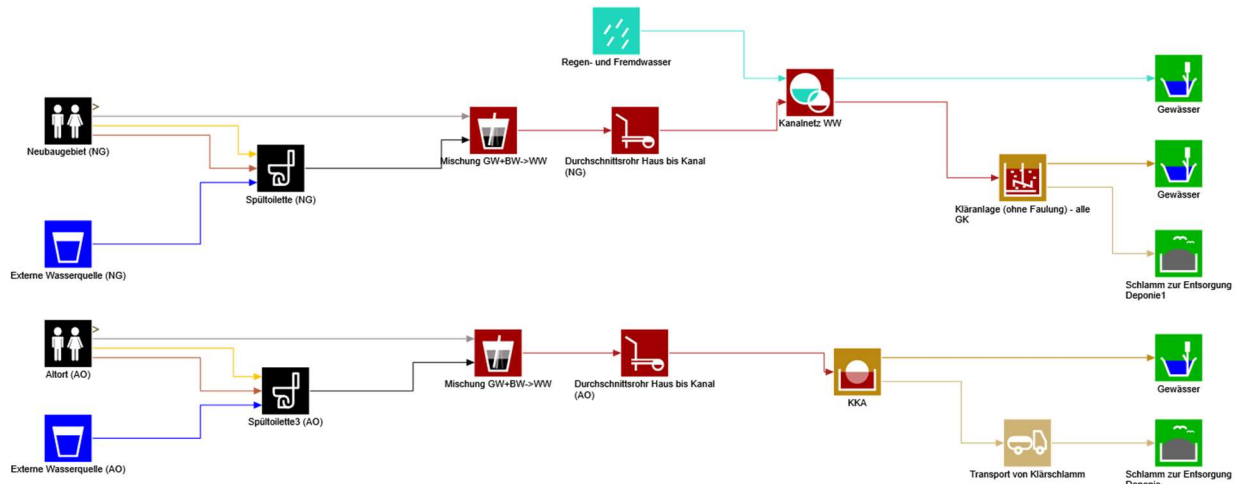 Regen- und Fremdwasser
>
Neubaugebiet (NG)
Spültoilette (NG)
Externe Wasserquelle (NG)
Mischung GW+BW->WW
Durchschnittsrohr Haus bis Kanal
(NG)
Kanalnetz WW
Gewässer
Gewässer
Kläranlage (ohne Faulung) - alle
GK
Schlamm zur Entsorgung
Deponie1
>
Altort (AO)
Spültoilette3 (AO)
Externe Wasserquelle (AO)
Mischung GW+BW->WW
Durchschnittsrohr Haus bis Kanal
(AO)
KKA
Gewässer
Transport von Klärschlamm
Schlamm zur Entsorgung
Deponie